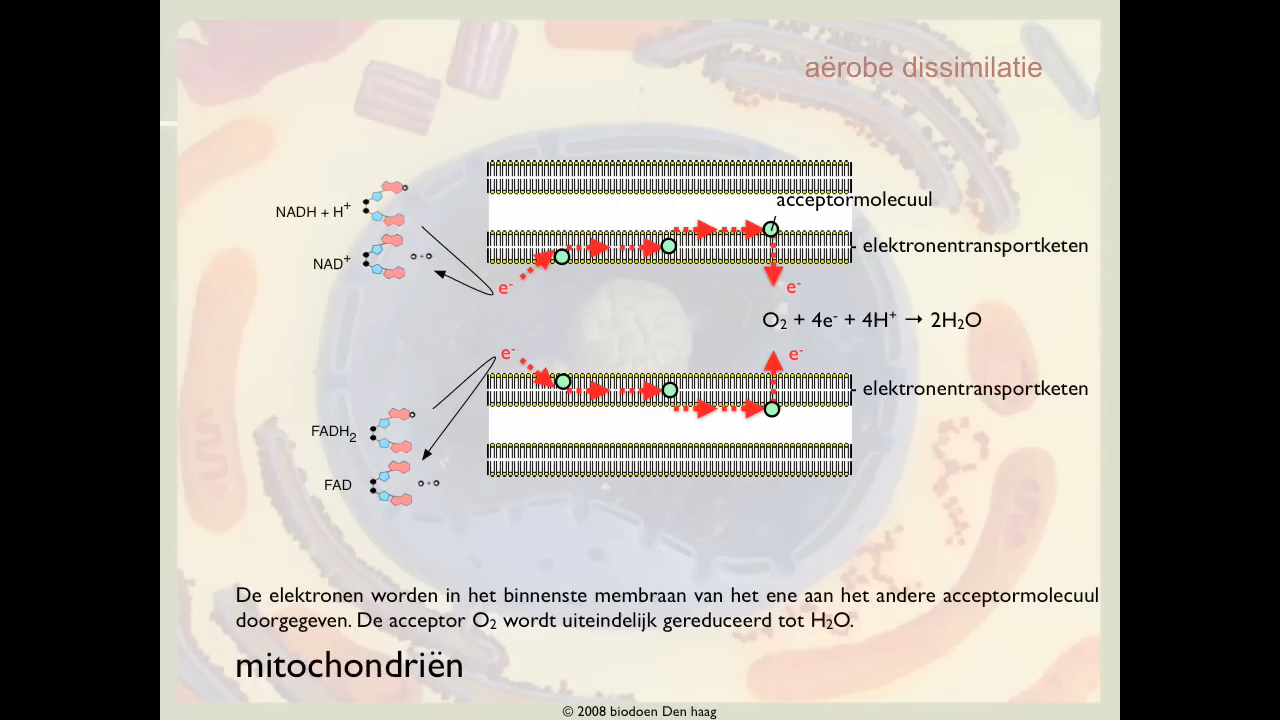 aërobe dissimilatie
acceptormolecuul
NADH + H⁺
elektronentransportketen
NAD⁺
e⁻
e⁻
O₂ + 4e⁻ + 4H⁺ → 2H₂O
e⁻
e⁻
elektronentransportketen
FADH₂
FAD
De elektronen worden in het binnenste membraan van het ene aan het andere acceptormolecuul
doorgegeven. De acceptor O₂ wordt uiteindelijk gereduceerd tot H₂O.
mitochondriën
© 2008 biodoen Den haag